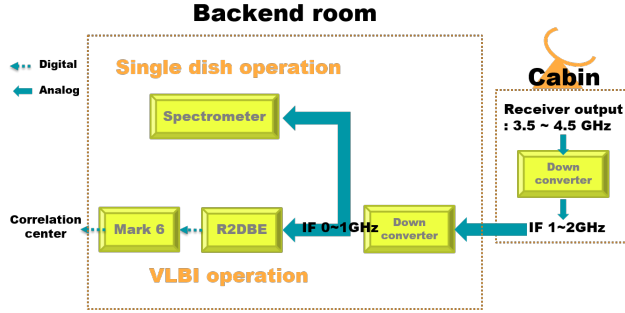 Backend room
Digital
Analog
Single dish operation
Spectrometer
Cabin
Receiver output
: 3.5 ~ 4.5 GHz
Down
converter
IF 1~2GHz
Down
converter
IF 0~1GHz
R2DBE
Mark 6
Correlation
center
VLBI operation